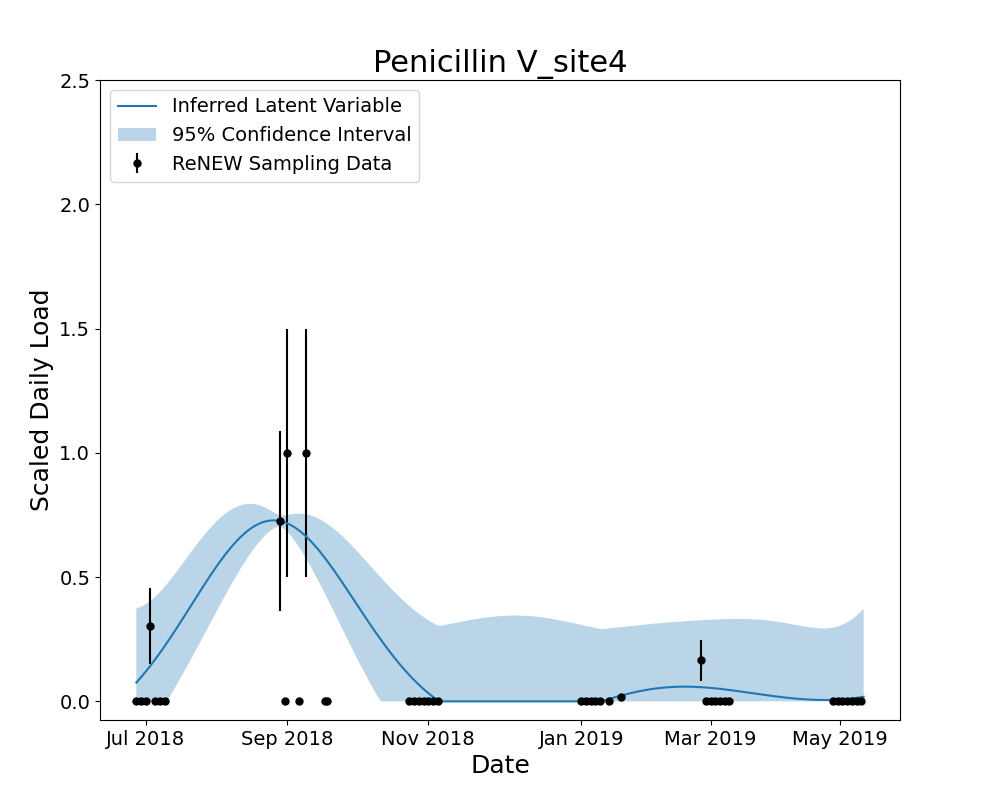 Penicillin V_site4
2.5
Inferred Latent Variable
95% Confidence Interval
ReNEW Sampling Data
2.0
1.5
1.0
0.5
0.0
Scaled Daily Load
Jul 2018 Sep 2018 Nov 2018 Jan 2019 Mar 2019 May 2019
Date